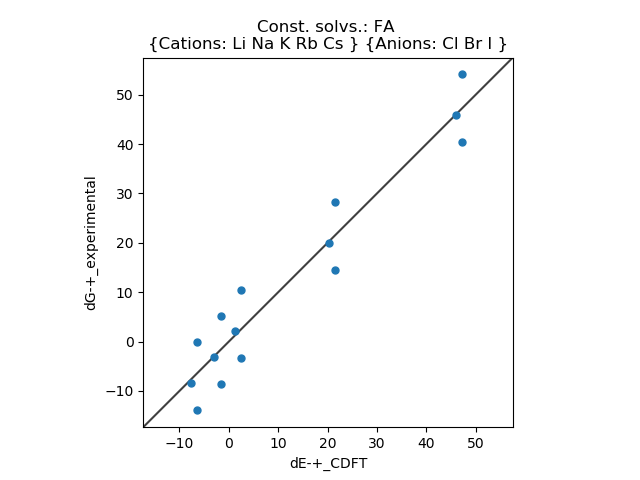 Const. solvs.: FA
{Cations: Li Na K Rb Cs } {Anions: Cl Br I }
dG-+_experimental
50
40
30
20
10
0
−10
−10 0 10 20 30 40 50
dE-+_CDFT